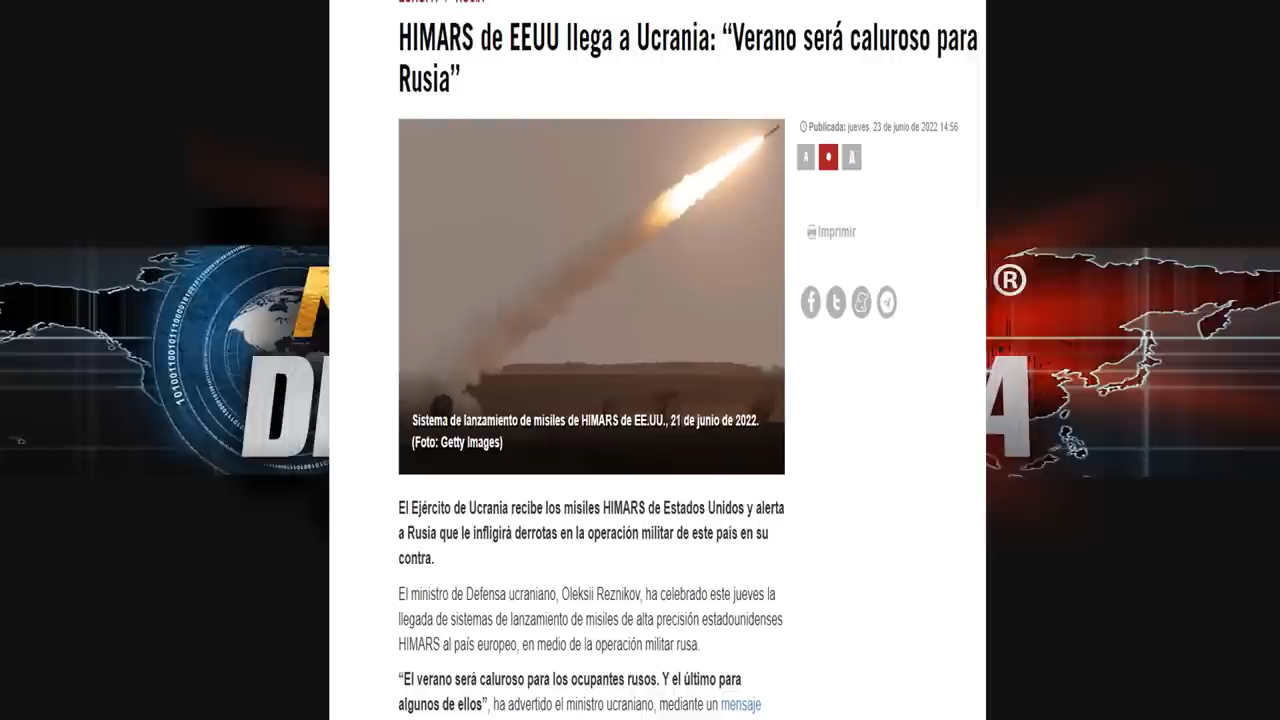 HIMARS de EEUU llega a Ucrania: “Verano será caluroso para
Rusia”
Publicada: jueves, 23 de junio de 2022 14:56
A
A
Imprimir
Sistema de lanzamiento de misiles de HIMARS de EE.UU., 21 de junio de 2022.
(Foto: Getty Images)
El Ejército de Ucrania recibe los misiles HIMARS de Estados Unidos y alerta
a Rusia que le infligirá derrotas en la operación militar de este país en su
contra.
El ministro de Defensa ucraniano, Oleksii Reznikov, ha celebrado este jueves la
llegada de sistemas de lanzamiento de misiles de alta precisión estadounidenses
HIMARS al país europeo, en medio de la operación militar rusa.
“El verano será caluroso para los ocupantes rusos. Y el último para
algunos de ellos”, ha advertido el ministro ucraniano, mediante un mensaje
®
A